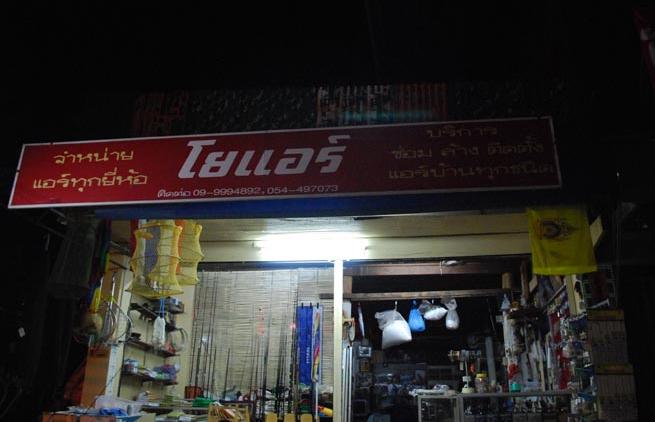 จำหน่าย
แอร์ทุกยี่ห้อ
โยแอร์
ติดต่อ 09-9994892, 054-497073
บริการ
ซ่อม ล้าง ติดตั้ง
แอร์บ้านทุกชนิด